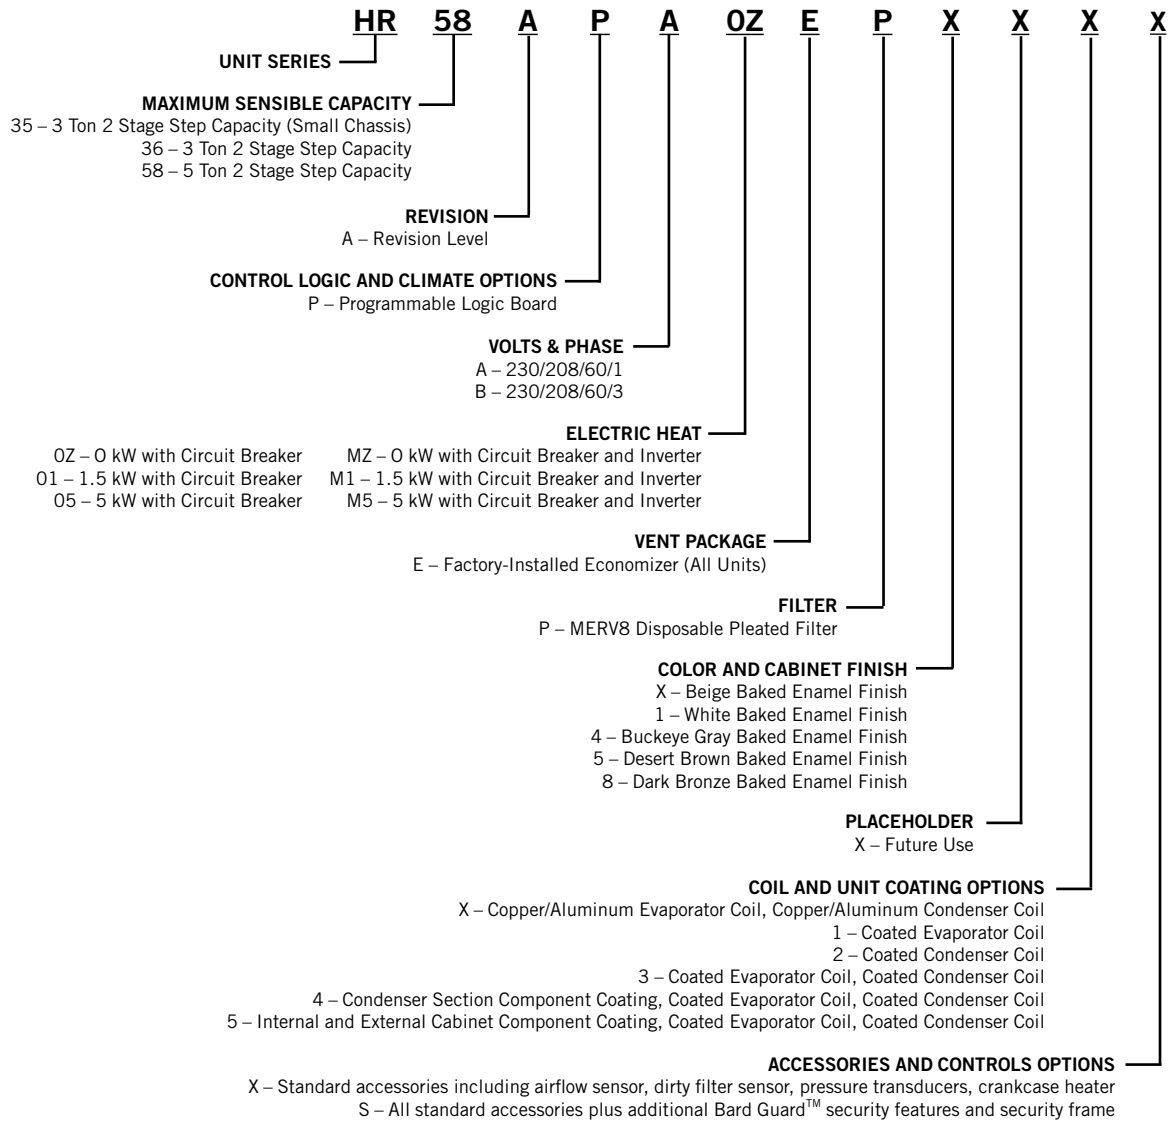 HR 58 A P A 0Z E P X X X X
UNIT SERIES
MAXIMUM SENSIBLE CAPACITY
35 – 3 Ton 2 Stage Step Capacity (Small Chassis)
36 – 3 Ton 2 Stage Step Capacity
58 – 5 Ton 2 Stage Step Capacity
REVISION
A – Revision Level
CONTROL LOGIC AND CLIMATE OPTIONS
P – Programmable Logic Board
VOLTS & PHASE
A – 230/208/60/1
B – 230/208/60/3
ELECTRIC HEAT
0Z – 0 kW with Circuit Breaker MZ – 0 kW with Circuit Breaker and Inverter
01 – 1.5 kW with Circuit Breaker M1 – 1.5 kW with Circuit Breaker and Inverter
05 – 5 kW with Circuit Breaker M5 – 5 kW with Circuit Breaker and Inverter
VENT PACKAGE
E – Factory-Installed Economizer (All Units)
FILTER
P – MERV8 Disposable Pleated Filter
COLOR AND CABINET FINISH
X – Beige Baked Enamel Finish
1 – White Baked Enamel Finish
4 – Buckeye Gray Baked Enamel Finish
5 – Desert Brown Baked Enamel Finish
8 – Dark Bronze Baked Enamel Finish
PLACEHOLDER
X – Future Use
COIL AND UNIT COATING OPTIONS
X – Copper/Aluminum Evaporator Coil, Copper/Aluminum Condenser Coil
1 – Coated Evaporator Coil
2 – Coated Condenser Coil
3 – Coated Evaporator Coil, Coated Condenser Coil
4 – Condenser Section Component Coating, Coated Evaporator Coil, Coated Condenser Coil
5 – Internal and External Cabinet Component Coating, Coated Evaporator Coil, Coated Condenser Coil
ACCESSORIES AND CONTROLS OPTIONS
X – Standard accessories including airflow sensor, dirty filter sensor, pressure transducers, crankcase heater
S – All standard accessories plus additional Bard Guard™ security features and security frame